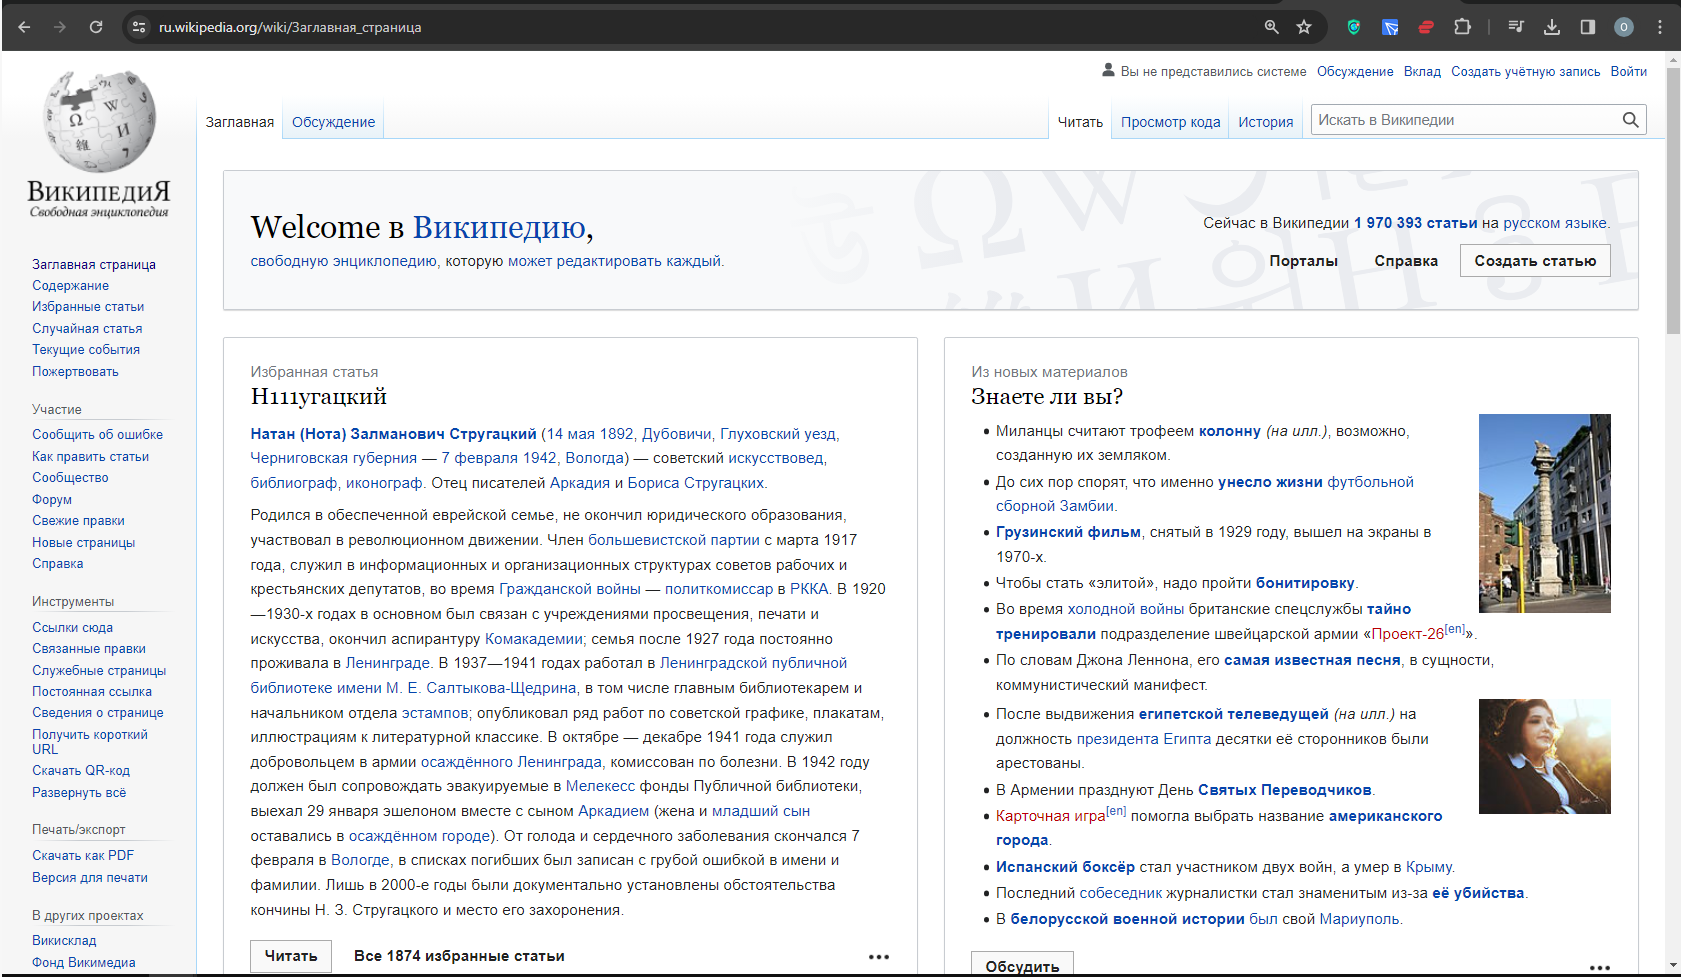 ru.wikipedia.org/wiki/Заглавная_страница
O
Вы не представились системе Обсуждение Вклад Создать учётную запись Войти
Заглавная Обсуждение Читать Просмотр кода История Искать в Википедии
ВикипедиЯ
Свободная энциклопедия
Заглавная страница
Содержание
Избранные статьи
Случайная статья
Текущие события
Пожертвовать
Участие
Сообщить об ошибке
Как править статьи
Сообщество
Форум
Свежие правки
Новые страницы
Справка
Инструменты
Ссылки сюда
Связанные правки
Служебные страницы
Постоянная ссылка
Сведения о странице
Получить короткий
URL
Скачать QR-код
Развернуть всё
Печать/экспорт
Скачать как PDF
Версия для печати
В других проектах
Викисклад
Фонд Викимедиа
Welcome в Википедию,
свободную энциклопедию, которую может редактировать каждый.
Сейчас в Википедии 1 970 393 статьи на русском языке.
Порталы Справка Создать статью
Избранная статья
Н111угацкий
Натан (Нота) Залманович Стругацкий (14 мая 1892, Дубовичи, Глуховский уезд,
Черниговская губерния — 7 февраля 1942, Вологда) — советский искусствовед,
библиограф, иконограф. Отец писателей Аркадия и Бориса Стругацких.
Родился в обеспеченной еврейской семье, не окончил юридического образования,
участвовал в революционном движении. Член большевистской партии с марта 1917
года, служил в информационных и организационных структурах советов рабочих и
крестьянских депутатов, во время Гражданской войны — политкомиссар в РККА. В 1920
—1930-х годах в основном был связан с учреждениями просвещения, печати и
искусства, окончил аспирантуру Комакадемии; семья после 1927 года постоянно
проживала в Ленинграде. В 1937—1941 годах работал в Ленинградской публичной
библиотеке имени М. Е. Салтыкова-Щедрина, в том числе главным библиотекарем и
начальником отдела эстампов; опубликовал ряд работ по советской графике, плакатам,
иллюстрациям к литературной классике. В октябре — декабре 1941 года служил
добровольцем в армии осаждённого Ленинграда, комиссован по болезни. В 1942 году
должен был сопровождать эвакуируемые в Мелекесс фонды Публичной библиотеки,
выехал 29 января эшелоном вместе с сыном Аркадием (жена и младший сын
оставались в осаждённом городе). От голода и сердечного заболевания скончался 7
февраля в Вологде, в списках погибших был записан с грубой ошибкой в имени и
фамилии. Лишь в 2000-е годы были документально установлены обстоятельства
кончины Н. З. Стругацкого и место его захоронения.
Читать Все 1874 избранные статьи
Из новых материалов
Знаете ли вы?
Миланцы считают трофеем колонну (на илл.), возможно,
созданную их земляком.
До сих пор спорят, что именно унесло жизни футбольной
сборной Замбии.
Грузинский фильм, снятый в 1929 году, вышел на экраны в
1970-х.
Чтобы стать «элитой», надо пройти бонитировку.
Во время холодной войны британские спецслужбы тайно
тренировали подразделение швейцарской армии «Проект-26[en]».
По словам Джона Леннона, его самая известная песня, в сущности,
коммунистический манифест.
После выдвижения египетской телеведущей (на илл.) на
должность президента Египта десятки её сторонников были
арестованы.
В Армении празднуют День Святых Переводчиков.
Карточная игра[en] помогла выбрать название американского
города.
Испанский боксёр стал участником двух войн, а умер в Крыму.
Последний собеседник журналистки стал знаменитым из-за её убийства.
В белорусской военной истории был свой Мариуполь.
Обсудить